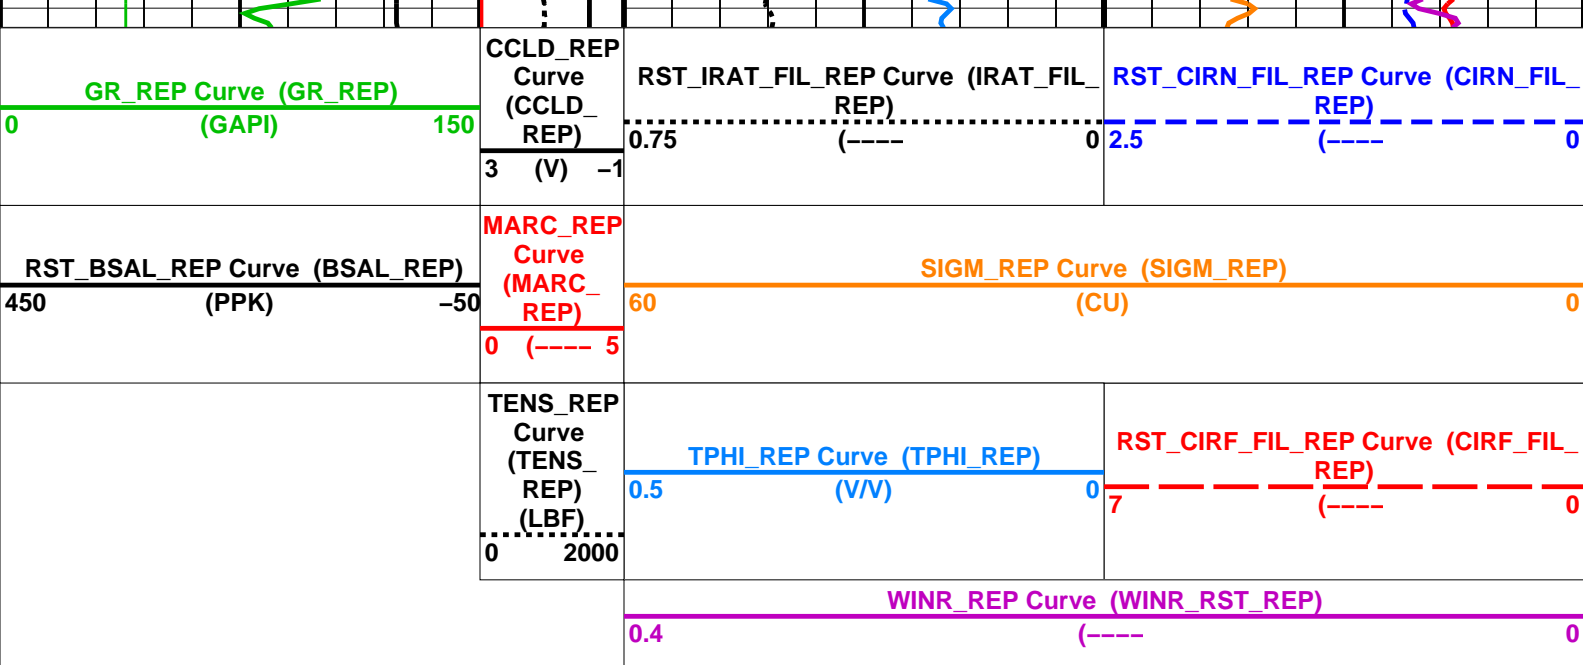 GR_REP Curve (GR_REP)
0 (GAPI) 150
CCLD_REP
Curve
(CCLD_
REP)
3 (V) −1
RST_IRAT_FIL_REP Curve (IRAT_FIL_
REP)
0.75 (−−−− 0
RST_CIRN_FIL_REP Curve (CIRN_FIL_
REP)
2.5 (−−−− 0
RST_BSAL_REP Curve (BSAL_REP)
450 (PPK) −50
MARC_REP
Curve
(MARC_
REP)
0 (−−−− 5
SIGM_REP Curve (SIGM_REP)
60 (CU) 0
TENS_REP
Curve
(TENS_
REP)
(LBF)
0 2000
TPHI_REP Curve (TPHI_REP)
0.5 (V/V) 0
RST_CIRF_FIL_REP Curve (CIRF_FIL_
REP)
7 (−−−− 0
WINR_REP Curve (WINR_RST_REP)
0.4 (−−−− 0